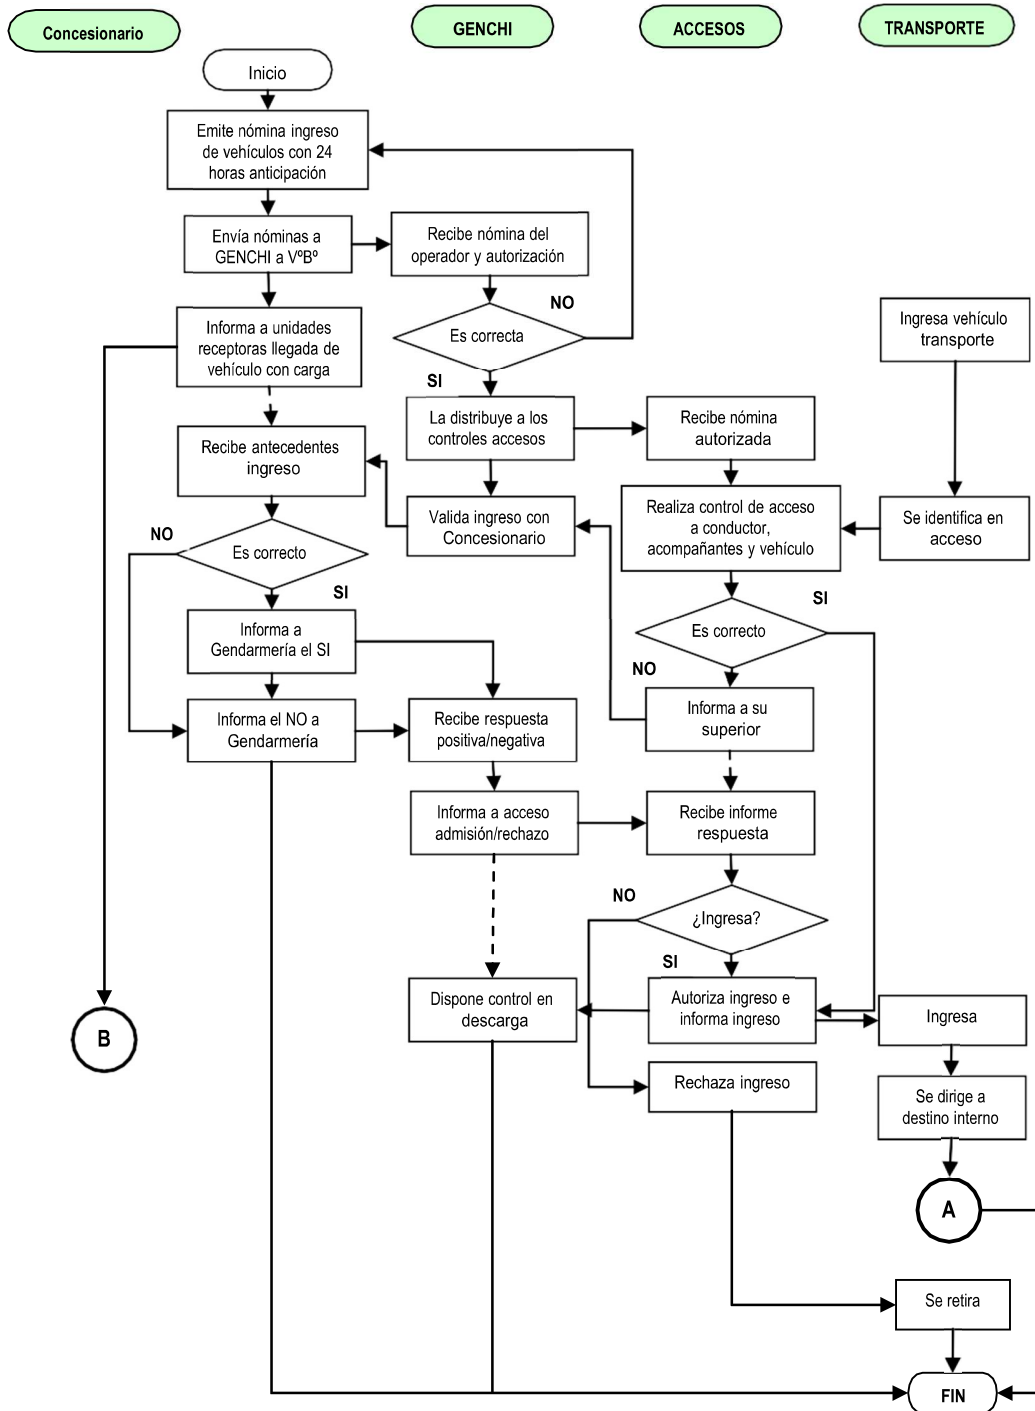 Concesionario
GENCHI
ACCESOS
TRANSPORTE
Inicio
Emite nómina ingreso
de vehículos con 24
horas anticipación
Envía nóminas a
GENCHI a VºBº
Recibe nómina del
operador y autorización
NO
Es correcta
SI
Informa a unidades
receptoras llegada de
vehículo con carga
Ingresa vehículo
transporte
La distribuye a los
controles accesos
Recibe nómina
autorizada
Recibe antecedentes
ingreso
Valida ingreso con
Concesionario
Realiza control de acceso
a conductor,
acompañantes y vehículo
Se identifica en
acceso
NO
Es correcto
SI
SI
Es correcto
NO
Informa a
Gendarmería el SI
Informa el NO a
Gendarmería
Recibe respuesta
positiva/negativa
Informa a su
superior
Informa a acceso
admisión/rechazo
Recibe informe
respuesta
NO
¿Ingresa?
SI
Dispone control en
descarga
Autoriza ingreso e
informa ingreso
Ingresa
B
Rechaza ingreso
Se dirige a
destino interno
A
Se retira
FIN